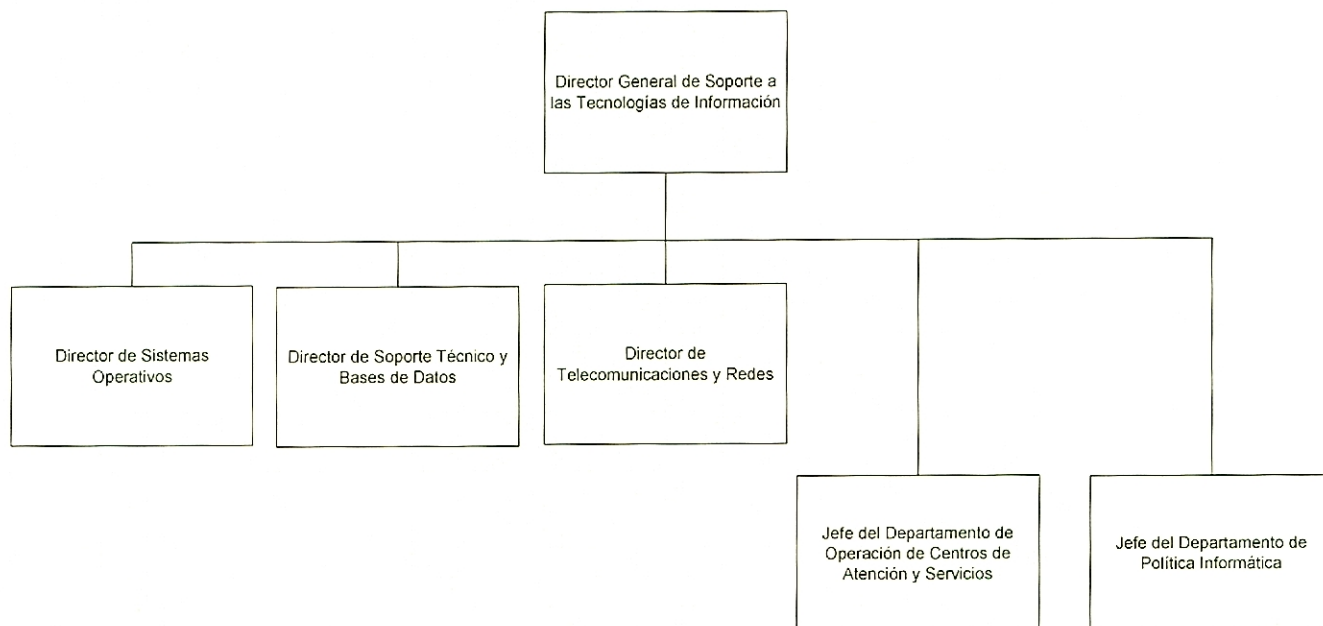 Director General de Soporte a
las Tecnologías de Información
Director de Sistemas
Operativos
Director de Soporte Técnico y
Bases de Datos
Director de
Telecomunicaciones y Redes
Jefe del Departamento de
Operación de Centros de
Atención y Servicios
Jefe del Departamento de
Política Informática